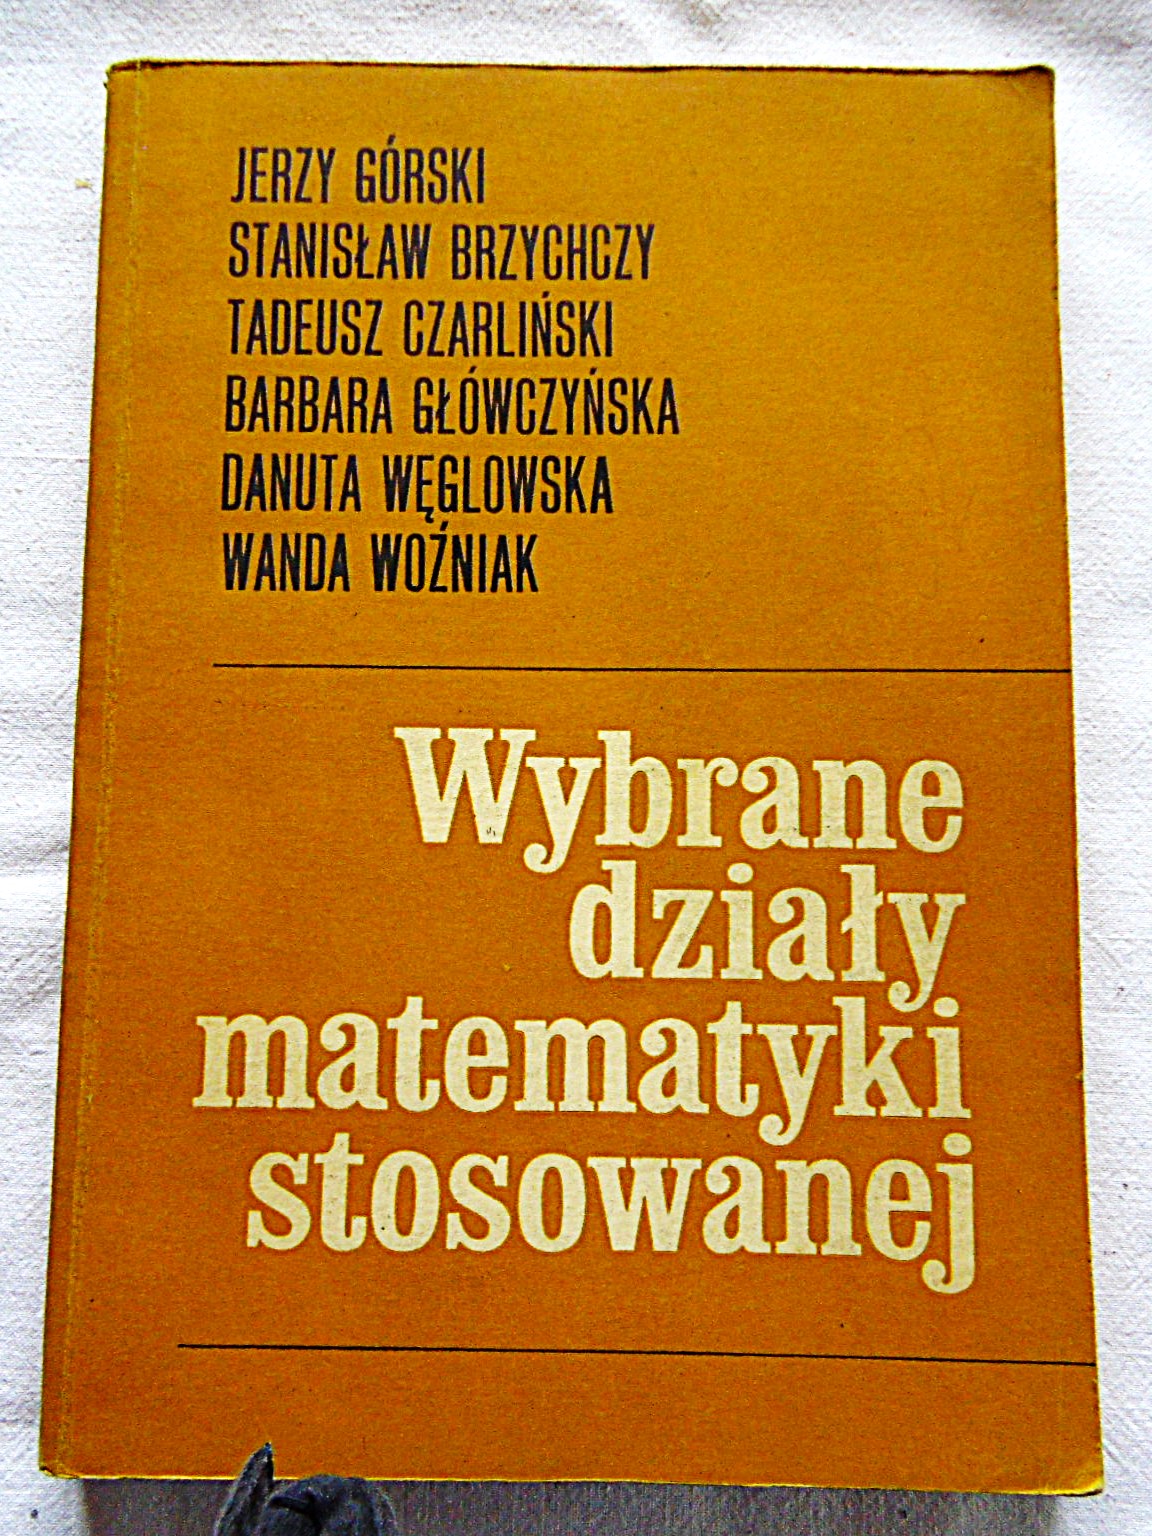 JERZY GÓRSKI
STANISŁAW BRZYCHCZY
TADEUSZ CZARLIŃSKI
BARBARA GŁÓWCZYŃSKA
DANUTA WĘGLOWSKA
WANDA WOŹNIAK
Wybrane
działy
matematyki
stosowanej